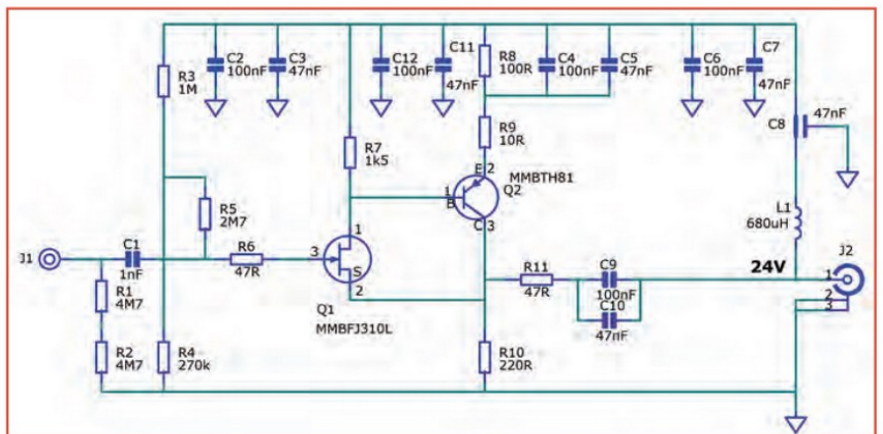 C2
100nF
C3
47nF
C12
100nF
C11
47nF
R8
100R
C4
100nF
C5
47nF
C6
100nF
C7
47nF
R3
1M
R7
1k5
R9
10R
47nF
C8
E 2
MMBTH81
1
B
Q2
C 3
R5
2M7
L1
680uH
J1
C1
1nF
R6
47R
3
1
S
2
Q1
MMBFJ310L
24V
J2
1
2
3
R11
47R
C9
100nF
C10
47nF
R1
4M7
R2
4M7
R4
270k
R10
220R